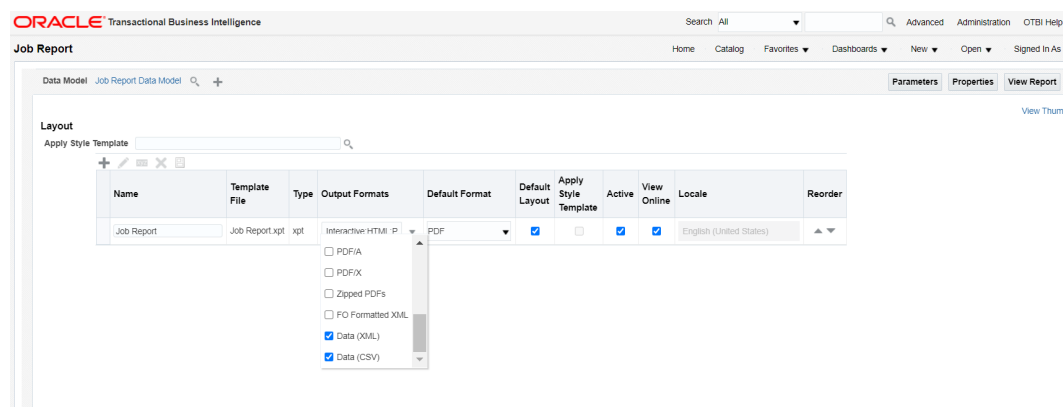 ORACLE Transactional Business Intelligence
Search All
Advanced Administration OTBI Help
Job Report
Home Catalog Favorites Dashboards New Open Signed In As
Data Model Job Report Data Model
Parameters Properties View Report
View Thum
Layout
Apply Style Template
Name Template File Type Output Formats Default Format Default Layout Apply Style Template Active View Online Locale Reorder
Job Report Job Report.xpt xpt Interactive;HTML;P PDF English (United States)
PDF/A
PDF/X
Zipped PDFs
FO Formatted XML
Data (XML)
Data (CSV)